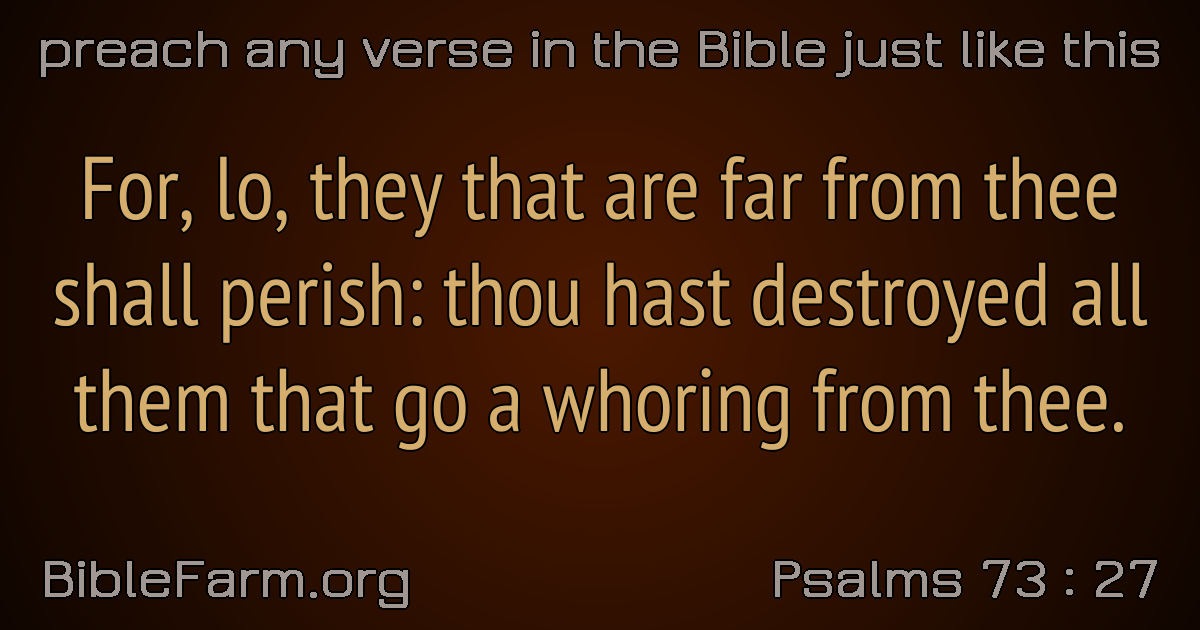 preach any verse in the Bible just like this
For, lo, they that are far from thee
shall perish: thou hast destroyed all
them that go a whoring from thee.
BibleFarm.org
Psalms 73 : 27